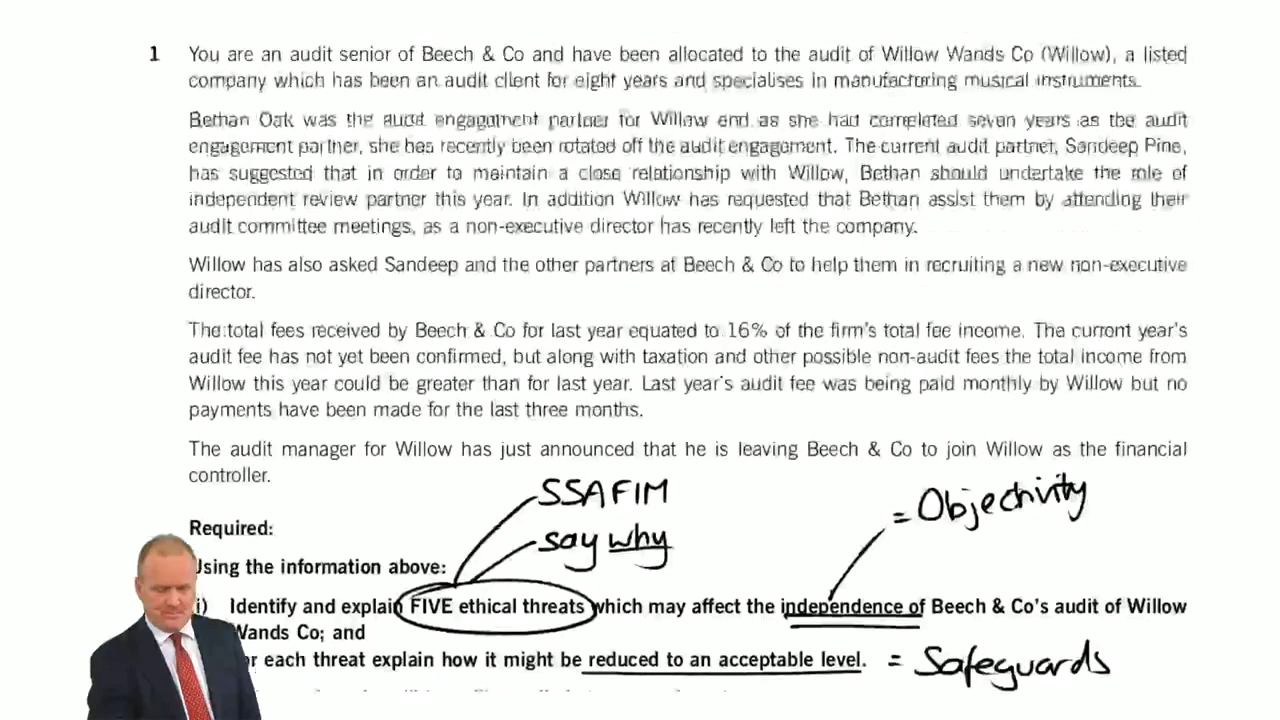 1 You are an audit senior of Beech & Co and have been allocated to the audit of Willow Wands Co (Willow), a listed
company which has been an audit client for eight years and specialises in manufacturing musical instruments.
Bethan Oak was the audit engagement partner for Willow and as she had completed seven years as the audit
engagement partner, she has recently been rotated off the audit engagement. The current audit partner, Sandeep Pine,
has suggested that in order to maintain a close relationship with Willow, Bethan should undertake the role of
independent review partner this year. In addition Willow has requested that Bethan assist them by attending their
audit committee meetings, as a non-executive director has recently left the company.
Willow has also asked Sandeep and the other partners at Beech & Co to help them in recruiting a new non-executive
director.
The total fees received by Beech & Co for last year equated to 16% of the firm's total fee income. The current year's
audit fee has not yet been confirmed, but along with taxation and other possible non-audit fees the total income from
Willow this year could be greater than for last year. Last year's audit fee was being paid monthly by Willow but no
payments have been made for the last three months.
The audit manager for Willow has just announced that he is leaving Beech & Co to join Willow as the financial
controller.
SSAFIM
= Objectivity
Required:
say why
Using the information above:
i) Identify and explain FIVE ethical threats which may affect the independence of Beech & Co's audit of Willow
Wands Co; and
each threat explain how it might be reduced to an acceptable level. = Safeguards